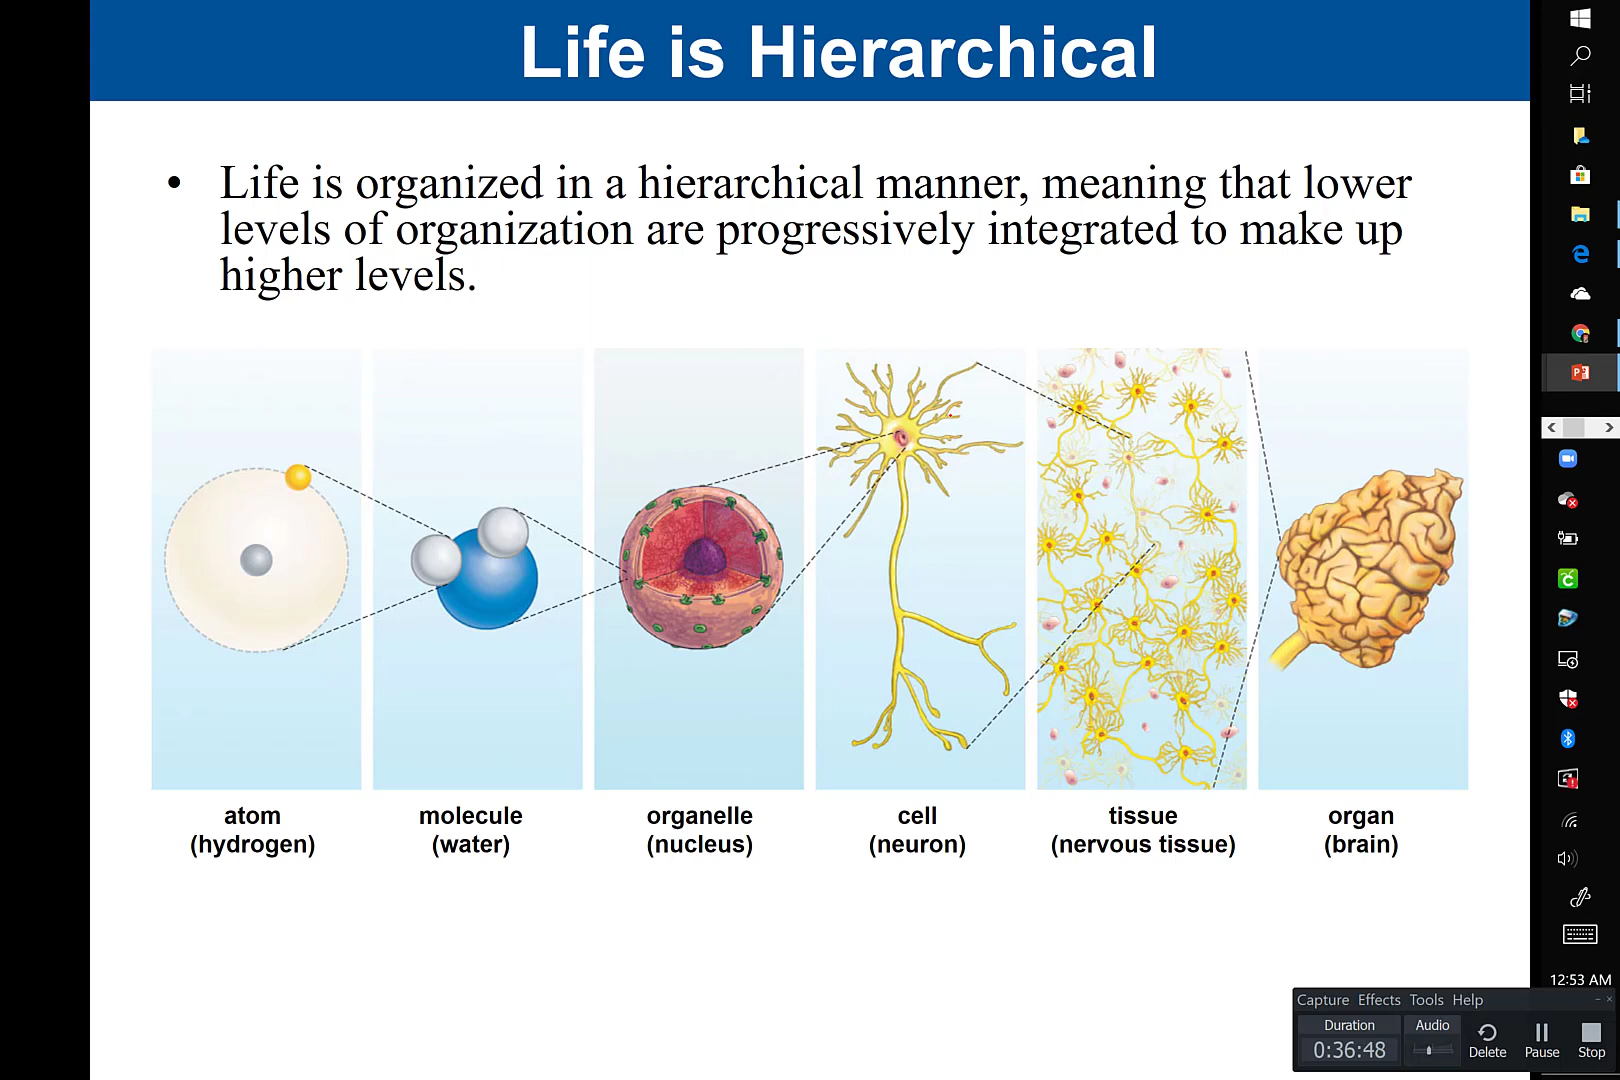 Life is Hierarchical
• Life is organized in a hierarchical manner, meaning that lower
levels of organization are progressively integrated to make up
higher levels.
atom
(hydrogen)
molecule
(water)
organelle
(nucleus)
cell
(neuron)
tissue
(nervous tissue)
organ
(brain)
12:53 AM
Capture Effects Tools Help
Duration
0:36:48
Audio
Delete
Pause
Stop